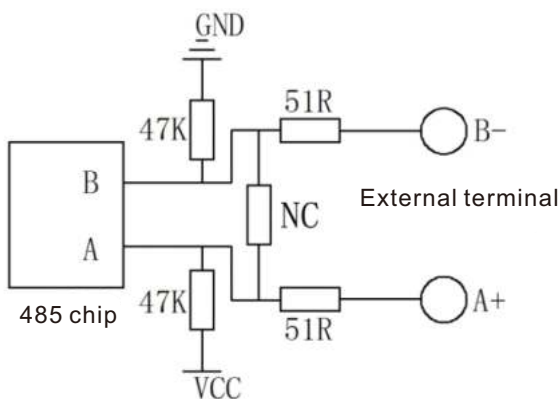 GND
51R
47K
B-
B
External terminal
NC
A
A+
47K
485 chip
51R
VCC